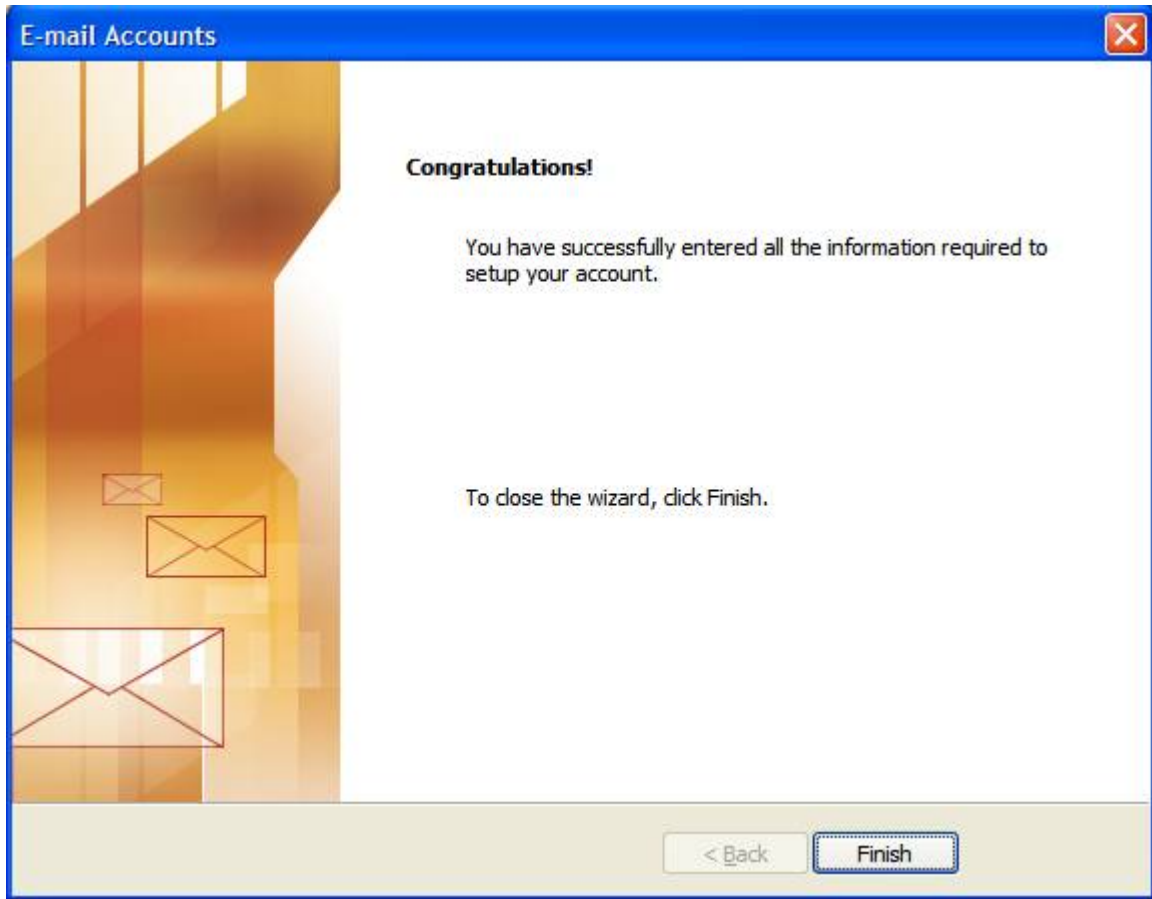 E-mail Accounts
Congratulations!
You have successfully entered all the information required to
setup your account.
To close the wizard, click Finish.
< Back
Finish